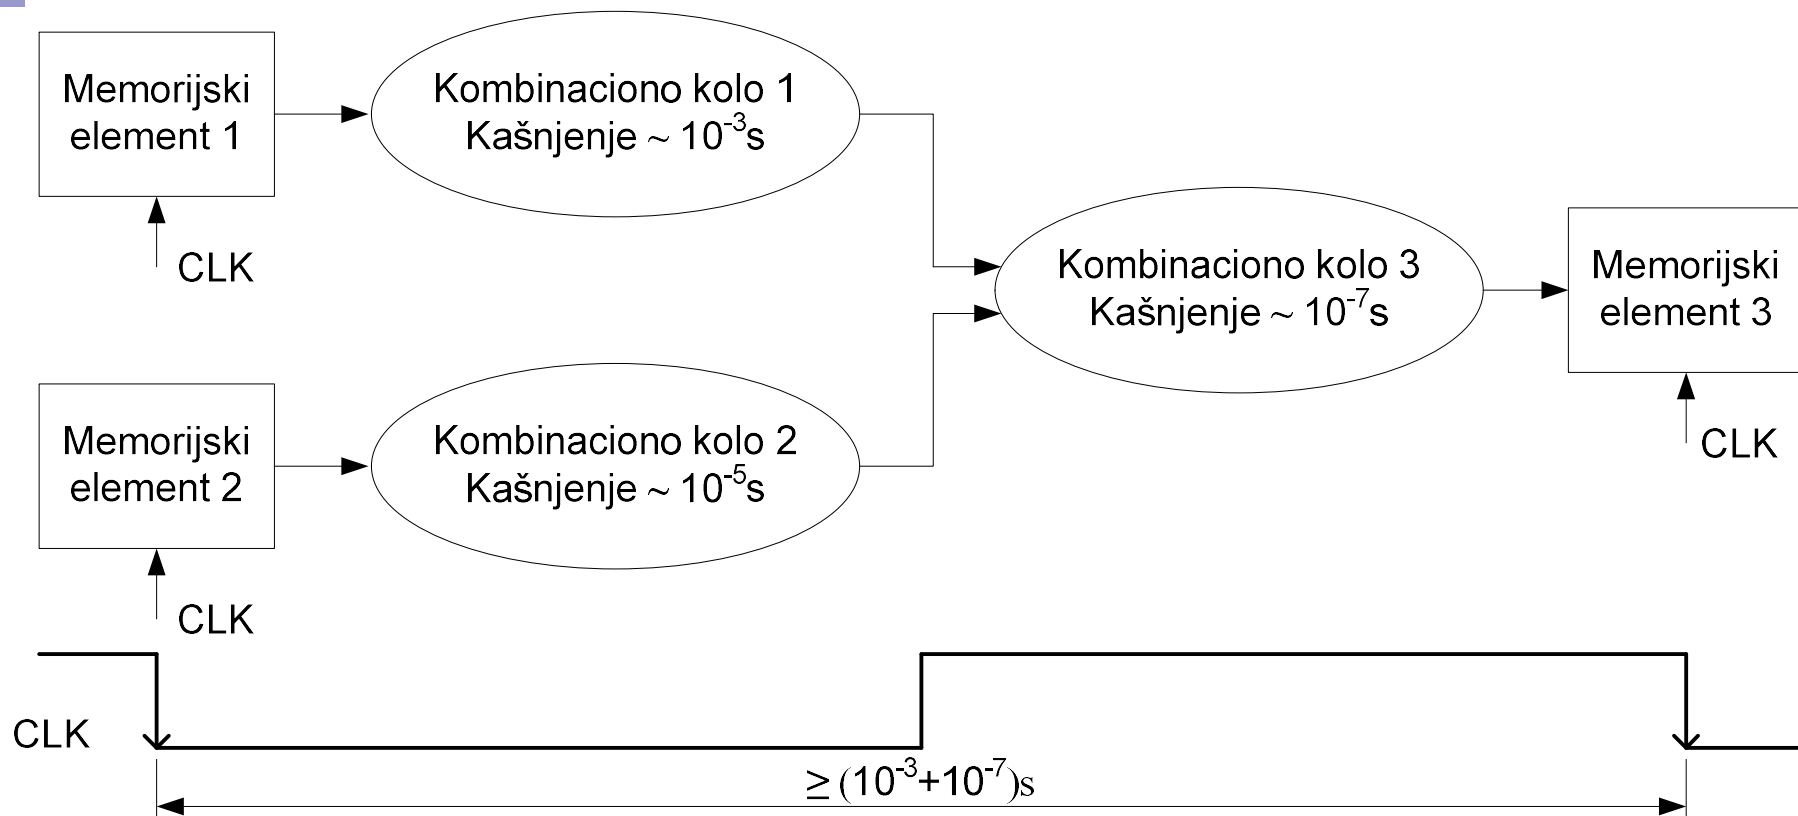 Memorijski
element 1
Kombinaciono kolo 1
Kašnjenje ~ 10⁻³s
CLK
Kombinaciono kolo 3
Kašnjenje ~ 10⁻⁷s
Memorijski
element 3
CLK
Memorijski
element 2
Kombinaciono kolo 2
Kašnjenje ~ 10⁻⁵s
CLK
CLK
≥ (10⁻³+10⁻⁷)s